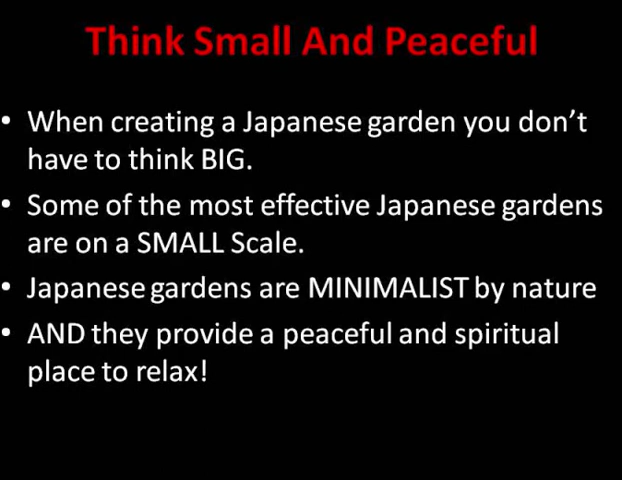 Think Small And Peaceful
• When creating a Japanese garden you don't
have to think BIG.
• Some of the most effective Japanese gardens
are on a SMALL Scale.
• Japanese gardens are MINIMALIST by nature
• AND they provide a peaceful and spiritual
place to relax!